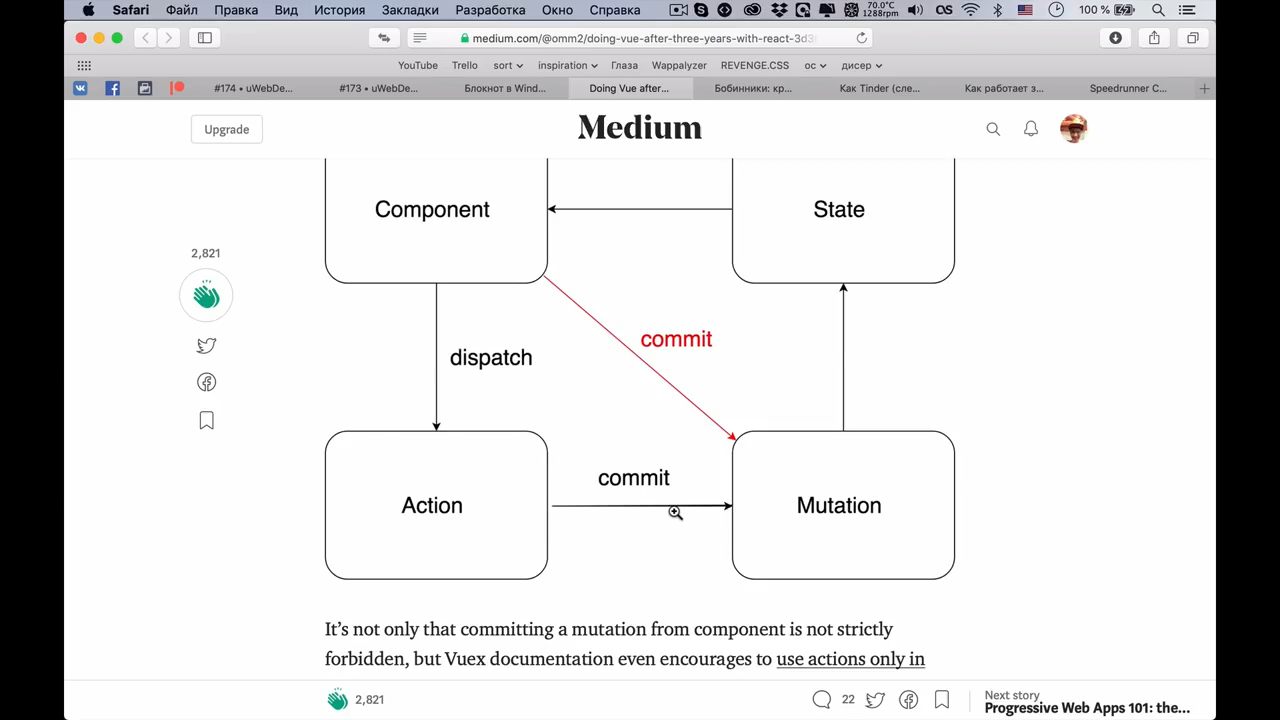 Safari Файл Правка Вид История Закладки Разработка Окно Справка 70.0°C 1288rpm 100 %
medium.com/@omm2/doing-vue-after-three-years-with-react-3d3
YouTube Trello sort inspiration Глаза Wappalyzer REVENGE.CSS ос дисер
#174 • uWebDe... #173 • uWebDe... Блокнот в Wind... Doing Vue after... Бобинники: кр... Как Tinder (сле... Как работает з... Speedrunner C...
Upgrade
Medium
Component
State
2,821
commit
dispatch
commit
Action
Mutation
It's not only that committing a mutation from component is not strictly
forbidden, but Vuex documentation even encourages to use actions only in
2,821
22
Next story
Progressive Web Apps 101: the...